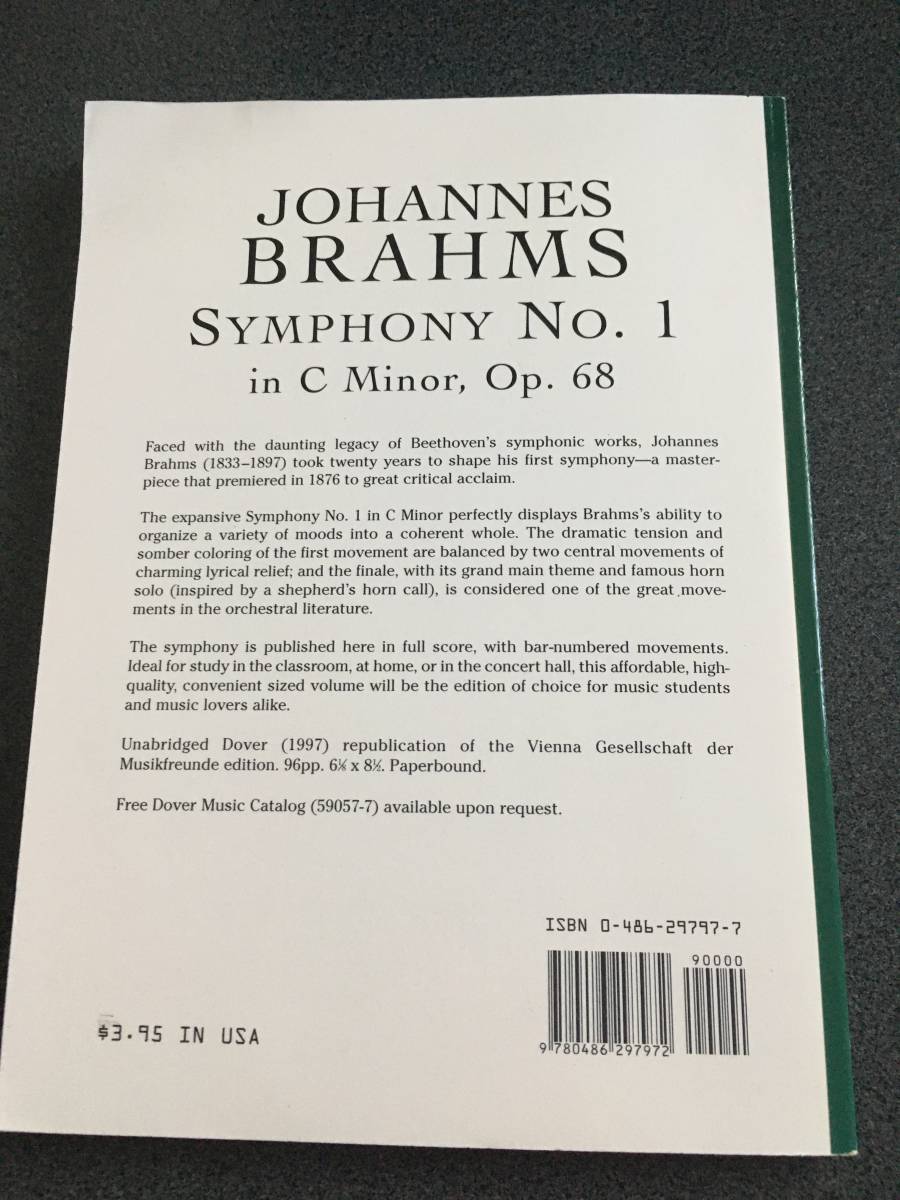 JOHANNES
BRAHMS
SYMPHONY NO. 1
in C Minor, Op. 68
Faced with the daunting legacy of Beethoven's symphonic works, Johannes
Brahms (1833–1897) took twenty years to shape his first symphony—a master-
piece that premiered in 1876 to great critical acclaim.
The expansive Symphony No. 1 in C Minor perfectly displays Brahms's ability to
organize a variety of moods into a coherent whole. The dramatic tension and
somber coloring of the first movement are balanced by two central movements of
charming lyrical relief; and the finale, with its grand main theme and famous horn
solo (inspired by a shepherd's horn call), is considered one of the great move-
ments in the orchestral literature.
The symphony is published here in full score, with bar-numbered movements.
Ideal for study in the classroom, at home, or in the concert hall, this affordable, high-
quality, convenient sized volume will be the edition of choice for music students
and music lovers alike.
Unabridged Dover (1997) republication of the Vienna Gesellschaft der
Musikfreunde edition. 96pp. 6⅛ x 8½. Paperbound.
Free Dover Music Catalog (59057-7) available upon request.
ISBN 0-486-29797-7
90000
9 780486 297972
$3.95 IN USA